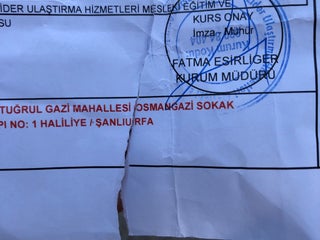 İDER ULAŞTIRMA HİZMETLERİ MESLEKİ EĞİTİM VE
SU
KURS ONAY
İmza - Mühür
FATMA ESİRLİGER
KURUM MÜDÜRÜ
TUĞRUL GAZİ MAHALLESİ OSMANGAZİ SOKAK
PI NO: 1 HALİLİYE / ŞANLIURFA